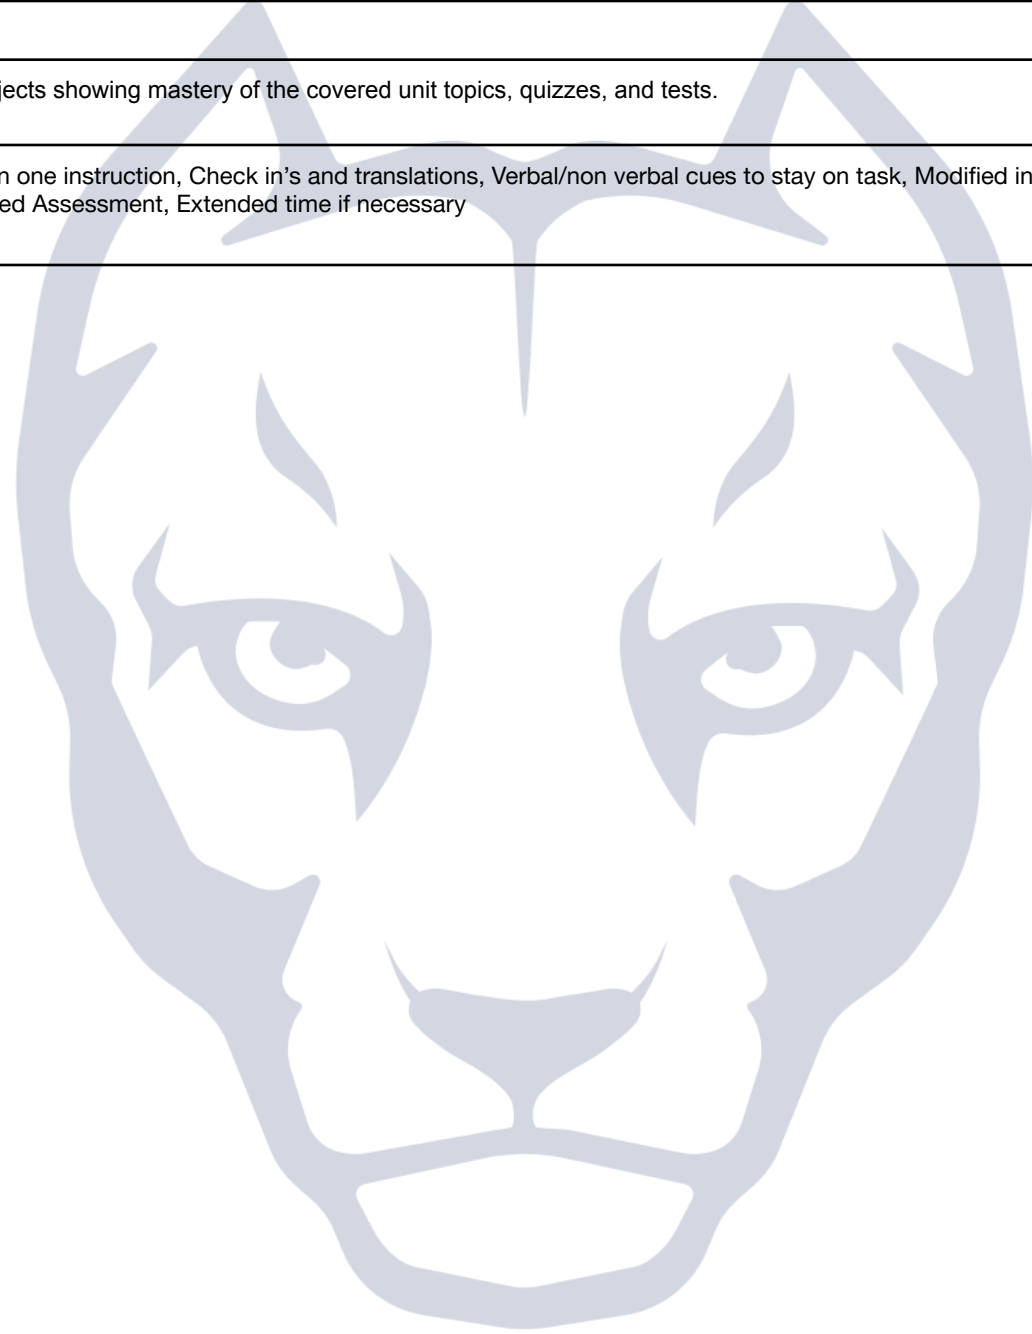 jects showing mastery of the covered unit topics, quizzes, and tests.
n one instruction, Check in's and translations, Verbal/non verbal cues to stay on task, Modified in
ed Assessment, Extended time if necessary